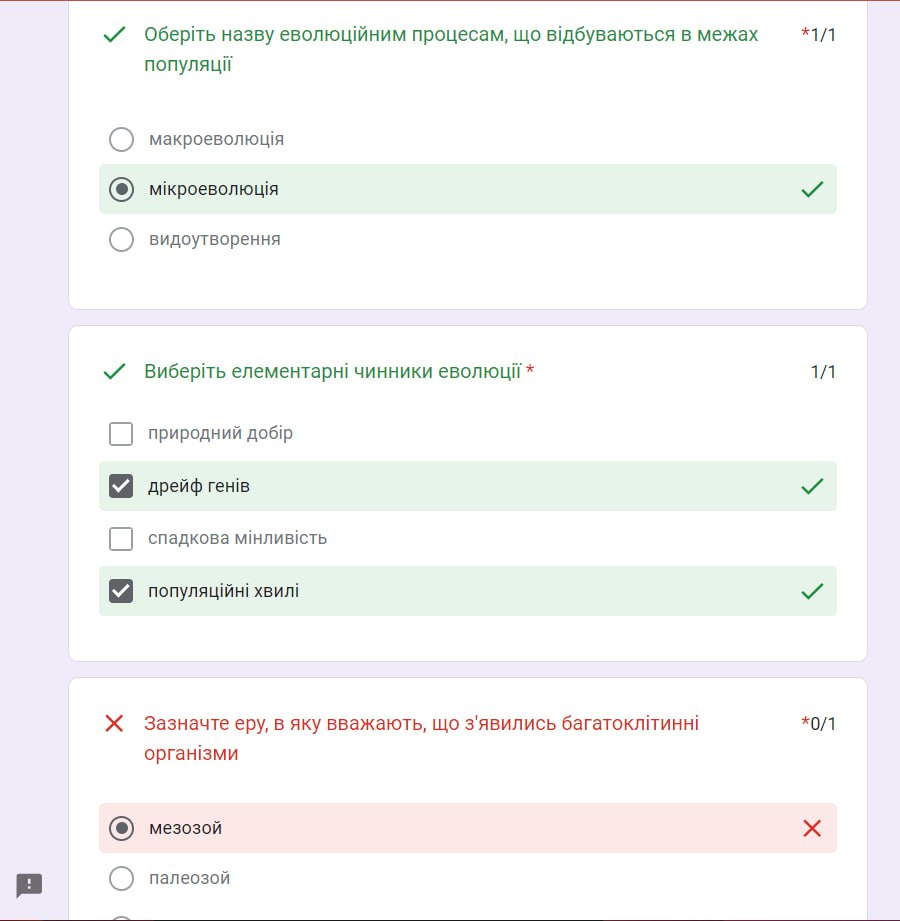 Оберіть назву еволюційним процесам, що відбуваються в межах *1/1
популяції
макроеволюція
мікроеволюція
видоутворення
Виберіть елементарні чинники еволюції * 1/1
природний добір
дрейф генів
спадкова мінливість
популяційні хвилі
Зазначте еру, в яку вважають, що з'явились багатоклітинні *0/1
організми
мезозой
палеозой